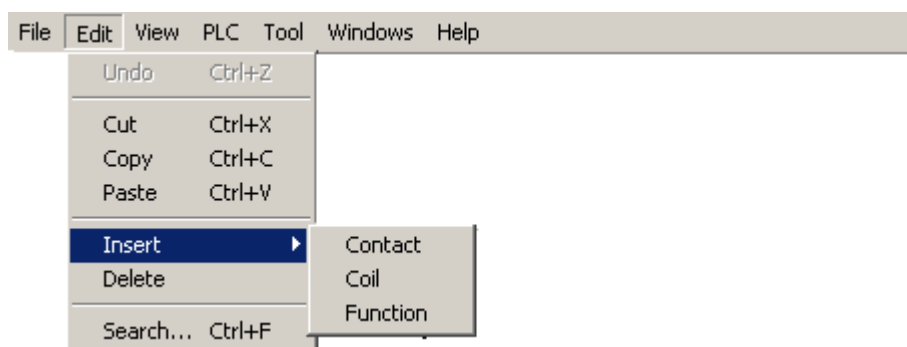 File Edit View PLC Tool Windows Help
Undo Ctrl+Z
Cut Ctrl+X
Copy Ctrl+C
Paste Ctrl+V
Insert Contact
Delete Coil
Function
Search... Ctrl+F